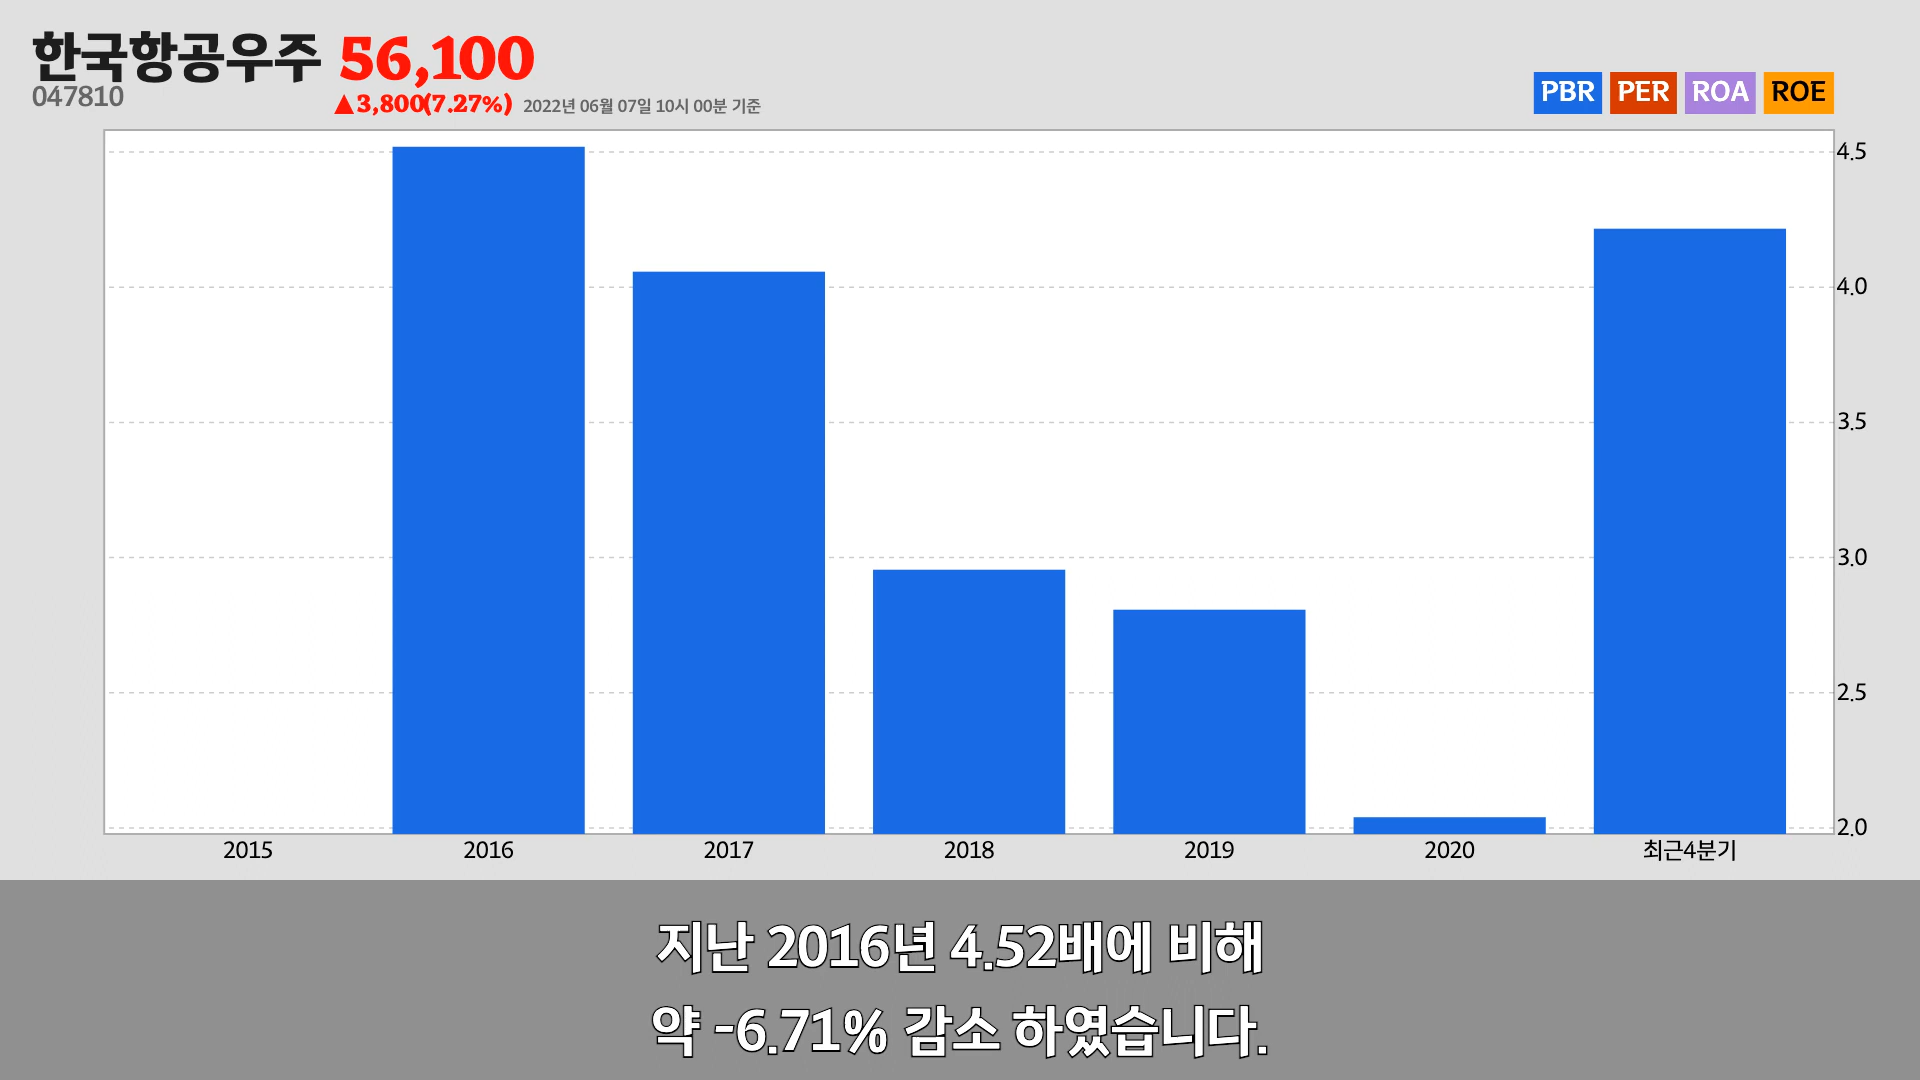 한국항공우주 56,100
047810 ▲3,800(7.27%) 2022년 06월 07일 10시 00분 기준
PBR PER ROA ROE
4.5
4.0
3.5
3.0
2.5
2.0
2015 2016 2017 2018 2019 2020 최근4분기
지난 2016년 4.52배에 비해
약 -6.71% 감소 하였습니다.